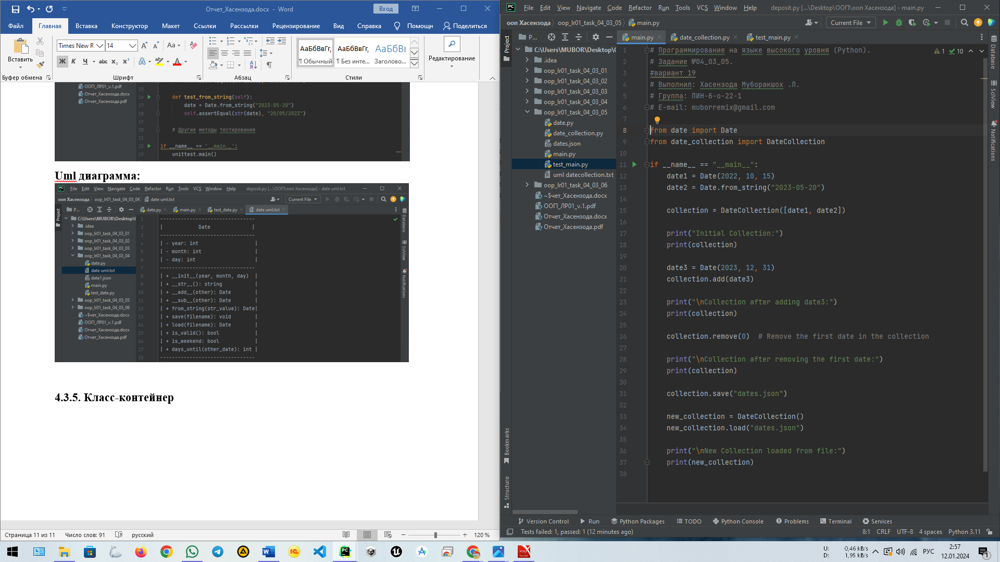 Отчет_Хасензода.docx - Word
Вход
Файл Главная Вставка Конструктор Макет Ссылки Рассылки Рецензирование Вид Справка Помощн Поделиться
Вставить
Times New R 14
Aa
Ж К Ч abc x₂ x²
АаБбВвГг, АаБбВвГг, АаБбВı
¶ Обычный ¶ Без инте... Заголово...
Редактирование
Буфер обмена Шрифт Абзац Стили
ООП_ЛР01_v.1.pdf
Отчет_Хасензода.docx
Отчет_Хасензода.pdf
15
16 def test_from_string(self):
17 date = Date.from_string("2023-05-20")
18 self.assertEqual(str(date), "20/05/2023")
19
20 # Другие методы тестирования
21
22 if __name__ == '__main__':
23 unittest.main()
Uml диаграмма:
File Edit View Navigate Code Refactor Run Tools VCS Window Help deposit.py [...\ООП\ооп Хасензода] - date uml.txt
ооп Хасензода oop_lr01_task_04_03_04 date uml.txt Current File
P... date.py main.py test_date.py date uml.txt
Project
C:\Users\MUBOR\Desktop\(
.idea
oop_lr01_task_04_03_01
oop_lr01_task_04_03_02
oop_lr01_task_04_03_03
oop_lr01_task_04_03_04
date.py
date uml.txt
date1.json
main.py
test_date.py
oop_lr01_task_04_03_05
oop_lr01_task_04_03_06
~$чет_Хасензода.docx
ООП_ЛР01_v.1.pdf
Отчет_Хасензода.docx
Отчет_Хасензода.pdf
1 -------------------------------
2 | Date |
3 -------------------------------
4 | - year: int |
5 | - month: int |
6 | - day: int |
7 -------------------------------
8 | + __init__(year, month, day) |
9 | + __str__(): string |
10 | + __add__(other): Date |
11 | + __sub__(other): Date |
12 | + from_string(str_value): Date|
13 | + save(filename): void |
14 | + load(filename): Date |
15 | + is_valid(): bool |
16 | + is_weekend: bool |
17 | + days_until(other_date): int |
18 -------------------------------
Database
SciView
Notifications
4.3.5. Класс-контейнер
Страница 11 из 11 Число слов: 91 русский 120 %
File Edit View Navigate Code Refactor Run Tools VCS Window Help deposit.py [...\Desktop\ООП\ооп Хасензода] - main.py
ооп Хасензода oop_lr01_task_04_03_05 main.py Current File
P... main.py date_collection.py test_main.py
Project
C:\Users\MUBOR\Desktop\(
.idea
oop_lr01_task_04_03_01
oop_lr01_task_04_03_02
oop_lr01_task_04_03_03
oop_lr01_task_04_03_04
oop_lr01_task_04_03_05
date.py
date_collection.py
dates.json
main.py
test_main.py
uml datecollection.txt
oop_lr01_task_04_03_06
~$чет_Хасензода.docx
ООП_ЛР01_v.1.pdf
Отчет_Хасензода.docx
Отчет_Хасензода.pdf
Bookmarks
Structure
1 # Программирование на языке высокого уровня (Python).
2 # Задание №04_03_05.
3 #вариант 19
4 # Выполнил: Хасензода Муборакшох .Л.
5 # Группа: ПИН-б-о-22-1
6 # E-mail: muborremix@gmail.com
7
8 from date import Date
9 from date_collection import DateCollection
10
11 if __name__ == "__main__":
12 date1 = Date(2022, 10, 15)
13 date2 = Date.from_string("2023-05-20")
14
15 collection = DateCollection([date1, date2])
16
17 print("Initial Collection:")
18 print(collection)
19
20 date3 = Date(2023, 12, 31)
21 collection.add(date3)
22
23 print("\nCollection after adding date3:")
24 print(collection)
25
26 collection.remove(0) # Remove the first date in the collection
27
28 print("\nCollection after removing the first date:")
29 print(collection)
30
31 collection.save("dates.json")
32
33 new_collection = DateCollection()
34 new_collection.load("dates.json")
35
36 print("\nNew Collection loaded from file:")
37 print(new_collection)
38
1 10
Database
SciView
Notifications
Version Control Run Python Packages TODO Python Console Problems Terminal Services
Tests failed: 1, passed: 1 (12 minutes ago) 8:1 CRLF UTF-8 4 spaces Python 3.11
U: 0,46 kB/s
D: 1,95 kB/s
РУС
2:57
12.01.2024
1